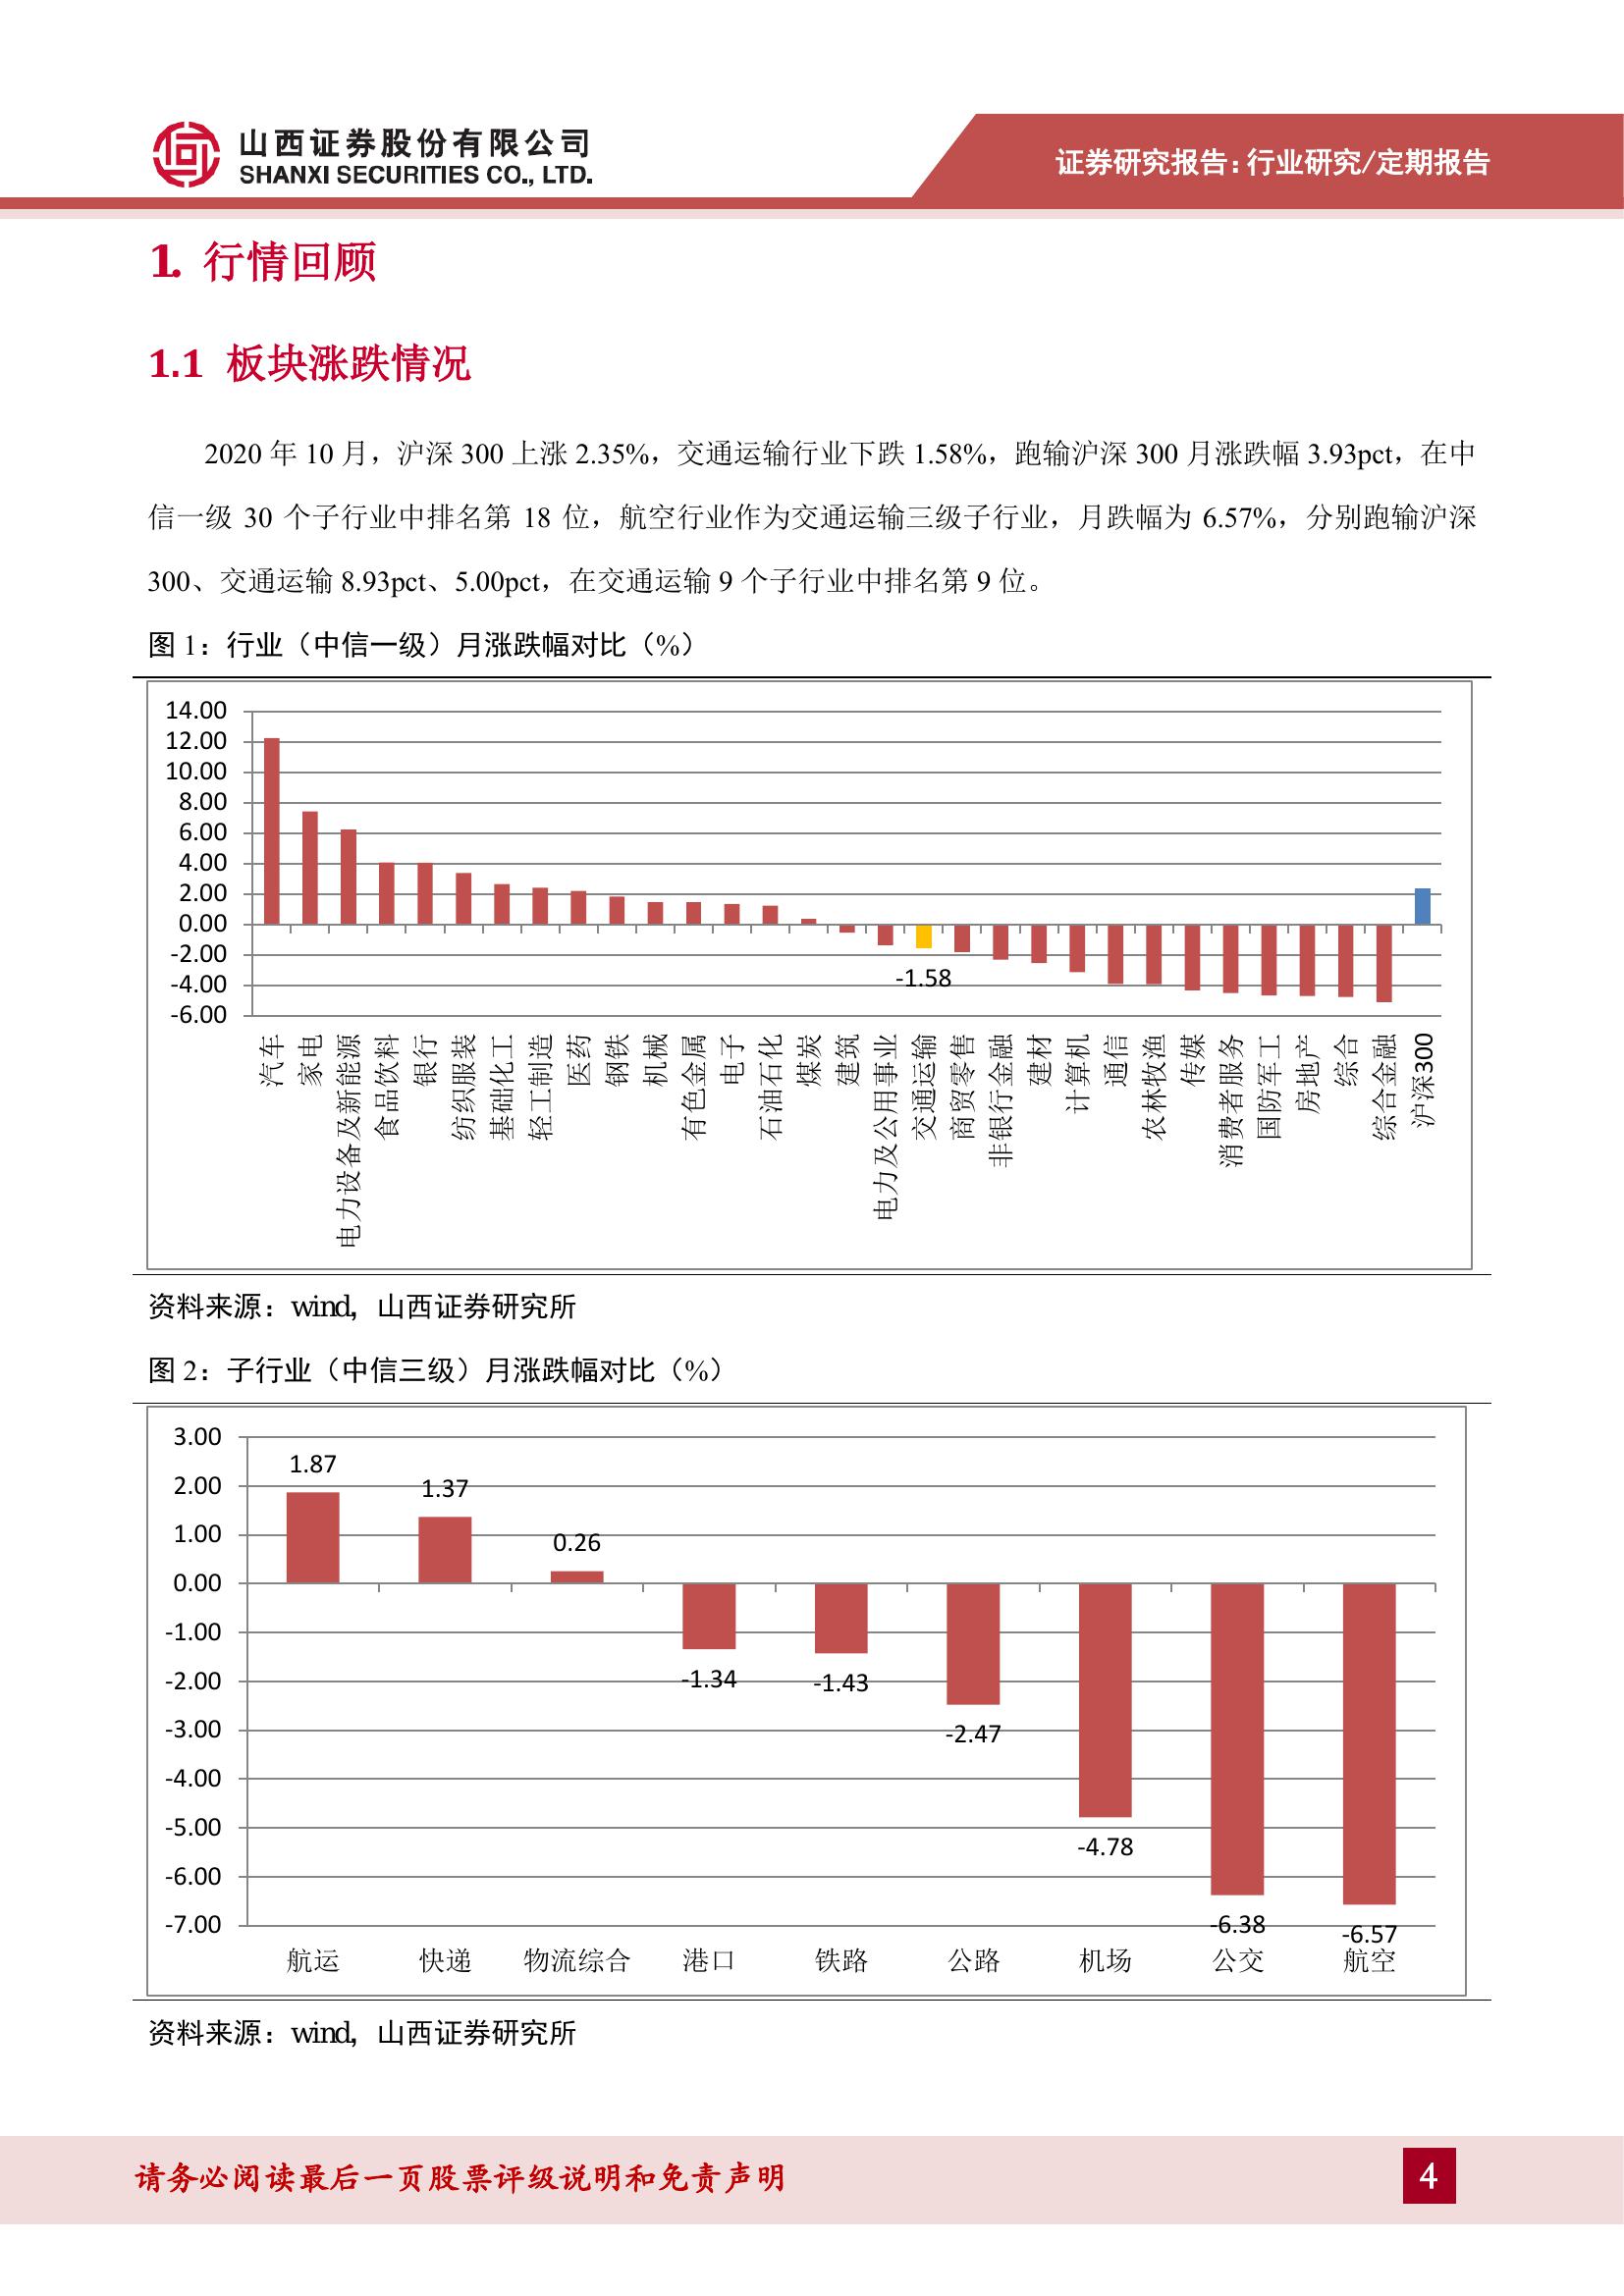 山西证券股份有限公司
SHANXI SECURITIES CO., LTD.
证券研究报告:行业研究/定期报告
1. 行情回顾
1.1 板块涨跌情况
2020 年 10 月，沪深 300 上涨 2.35%，交通运输行业下跌 1.58%，跑输沪深 300 月涨跌幅 3.93pct，在中
信一级 30 个子行业中排名第 18 位，航空行业作为交通运输三级子行业，月跌幅为 6.57%，分别跑输沪深
300、交通运输 8.93pct、5.00pct，在交通运输 9 个子行业中排名第 9 位。
图 1：行业（中信一级）月涨跌幅对比（%）
14.00
12.00
10.00
8.00
6.00
4.00
2.00
0.00
-2.00
-4.00
-6.00
-1.58
汽车
家电
电力设备及新能源
食品饮料
银行
纺织服装
基础化工
轻工制造
医药
钢铁
机械
有色金属
电子
石油石化
煤炭
建筑
电力及公用事业
交通运输
商贸零售
非银行金融
建材
计算机
通信
农林牧渔
传媒
消费者服务
国防军工
房地产
综合
综合金融
沪深300
资料来源：wind，山西证券研究所
图 2：子行业（中信三级）月涨跌幅对比（%）
3.00
2.00
1.00
0.00
-1.00
-2.00
-3.00
-4.00
-5.00
-6.00
-7.00
1.87
1.37
0.26
-1.34
-1.43
-2.47
-4.78
-6.38
-6.57
航运
快递
物流综合
港口
铁路
公路
机场
公交
航空
资料来源：wind，山西证券研究所
请务必阅读最后一页股票评级说明和免责声明
4